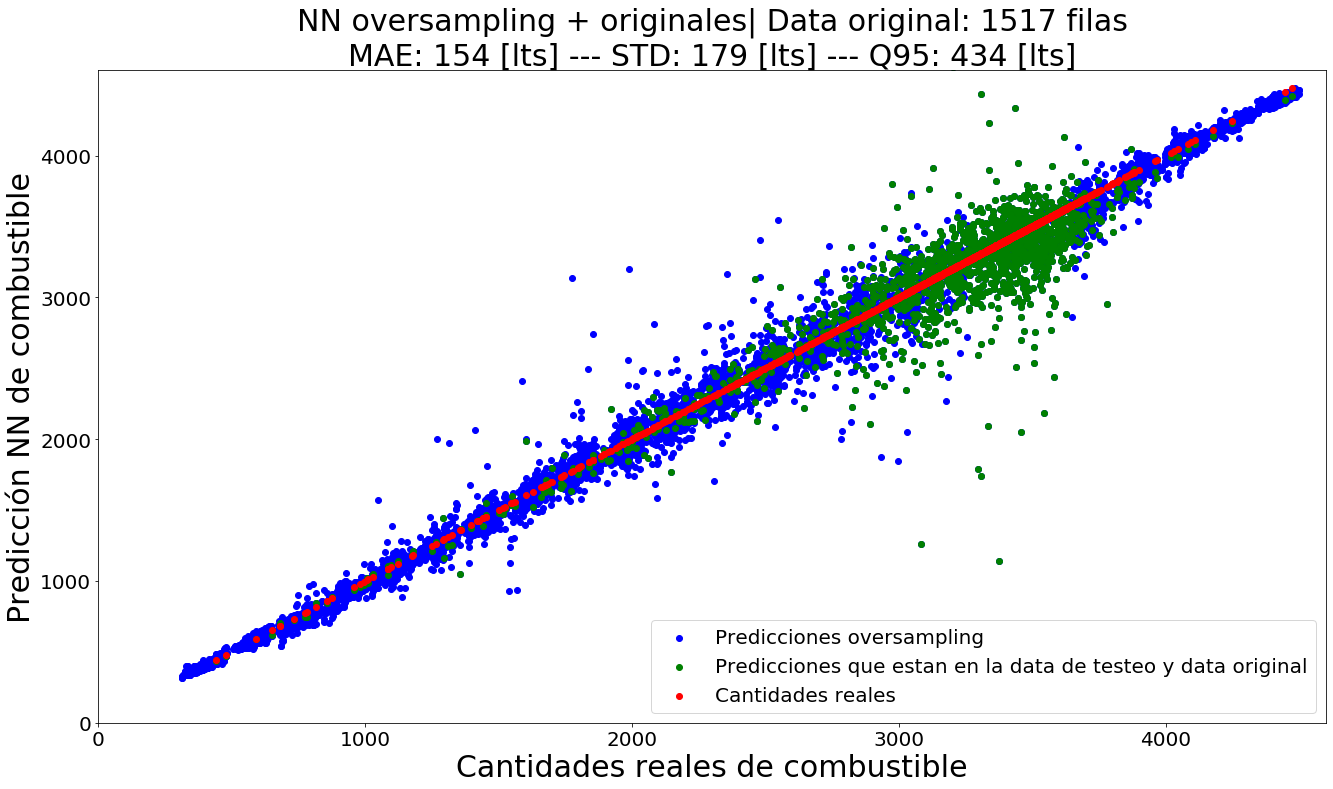 NN oversampling + originales| Data original: 1517 filas
MAE: 154 [lts] --- STD: 179 [lts] --- Q95: 434 [lts]
Predicción NN de combustible
4000
3000
2000
1000
0
Predicciones oversampling
Predicciones que estan en la data de testeo y data original
Cantidades reales
0 1000 2000 3000 4000
Cantidades reales de combustible